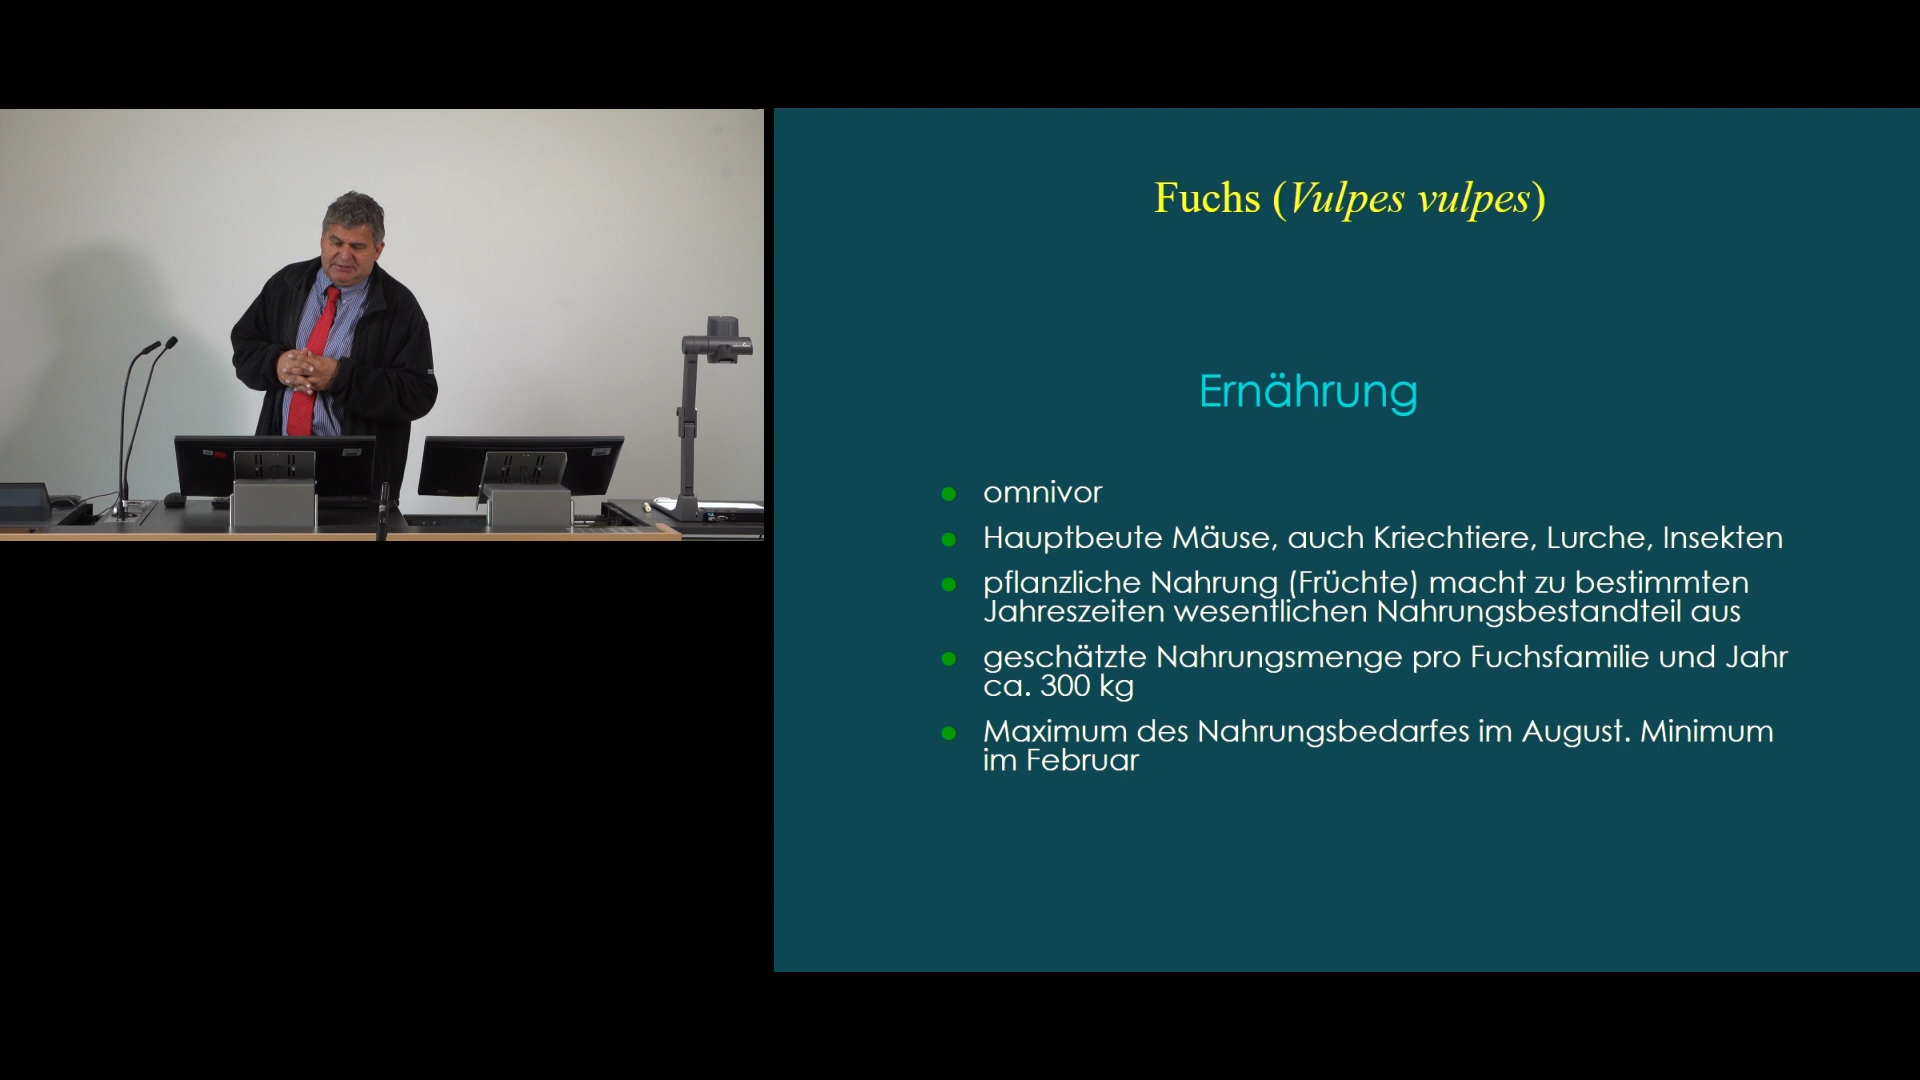 Fuchs (Vulpes vulpes)
Ernährung
omnivor
Hauptbeute Mäuse, auch Kriechtiere, Lurche, Insekten
pflanzliche Nahrung (Früchte) macht zu bestimmten
Jahreszeiten wesentlichen Nahrungsbestandteil aus
geschätzte Nahrungsmenge pro Fuchsfamilie und Jahr
ca. 300 kg
Maximum des Nahrungsbedarfes im August. Minimum
im Februar